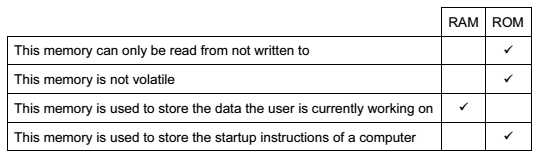 RAM ROM
This memory can only be read from not written to ✓
This memory is not volatile ✓
This memory is used to store the data the user is currently working on ✓
This memory is used to store the startup instructions of a computer ✓